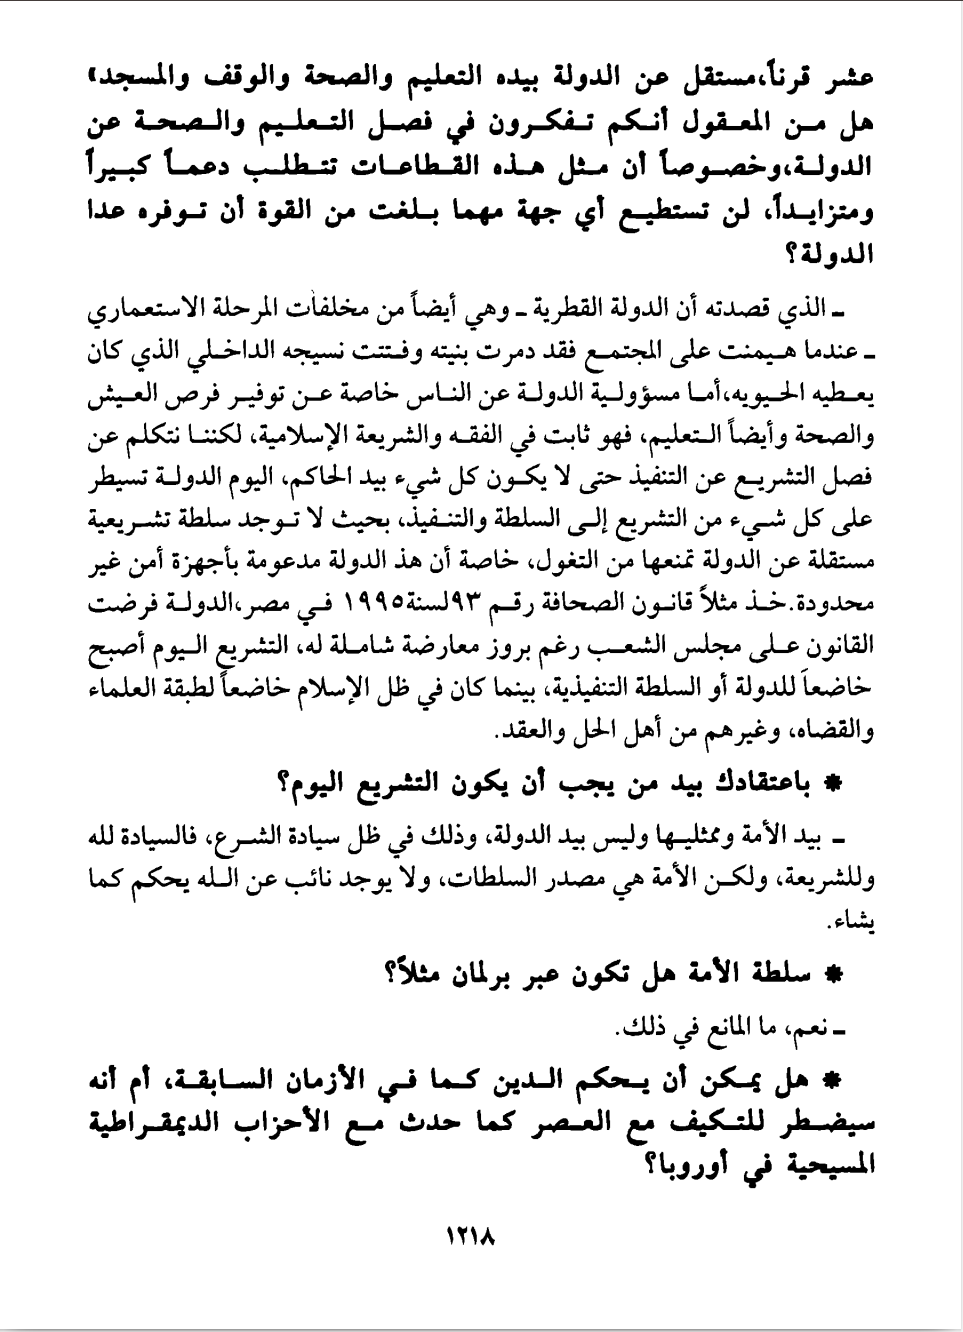 عشر قرناً،مستقل عن الدولة بيده التعليم والصحة والوقف والمسجد»
هل من المعقول أنكم تفكرون في فصل التعليم والصحة عن
الدولة،وخصوصاً أن مثل هذه القطاعات تتطلب دعماً كبيراً
ومتزايداً، لن تستطيع أي جهة مهما بلغت من القوة أن توفره عدا
الدولة؟
ـ الذي قصدته أن الدولة القطرية ـ وهي أيضاً من مخلفات المرحلة الاستعماري
ـ عندما هيمنت على المجتمع فقد دمرت بنيته وفتتت نسيجه الداخلي الذي كان
يعطيه الحيويه،أما مسؤولية الدولة عن الناس خاصة عن توفير فرص العيش
والصحة وأيضاً التعليم، فهو ثابت في الفقه والشريعة الإسلامية، لكننا نتكلم عن
فصل التشريع عن التنفيذ حتى لا يكون كل شيء بيد الحاكم، اليوم الدولة تسيطر
على كل شيء من التشريع إلى السلطة والتنفيذ، بحيث لا توجد سلطة تشريعية
مستقلة عن الدولة تمنعها من التغول، خاصة أن هذ الدولة مدعومة بأجهزة أمن غير
محدودة.خذ مثلاً قانون الصحافة رقم ٩٣لسنة١٩٩٥ في مصر،الدولة فرضت
القانون على مجلس الشعب رغم بروز معارضة شاملة له، التشريع اليوم أصبح
خاضعاً للدولة أو السلطة التنفيذية، بينما كان في ظل الإسلام خاضعاً لطبقة العلماء
والقضاه، وغيرهم من أهل الحل والعقد.
* باعتقادك بيد من يجب أن يكون التشريع اليوم؟
ـ بيد الأمة وممثليها وليس بيد الدولة، وذلك في ظل سيادة الشرع، فالسيادة لله
وللشريعة، ولكن الأمة هي مصدر السلطات، ولا يوجد نائب عن الله يحكم كما
يشاء.
* سلطة الأمة هل تكون عبر برلمان مثلاً؟
ـ نعم، ما المانع في ذلك.
* هل يمكن أن يحكم الدين كما في الأزمان السابقة، أم أنه
سيضطر للتكيف مع العصر كما حدث مع الأحزاب الديمقراطية
المسيحية في أوروبا؟
١٢١٨